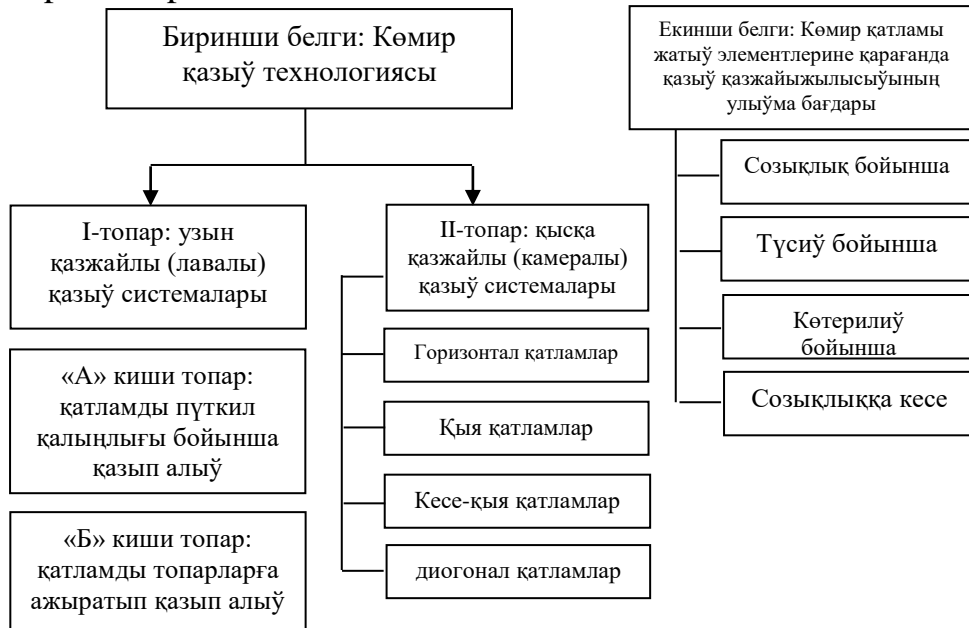 Биринши белги: Көмир
қазыў технологиясы
Екинши белги: Көмир қатламы
жатыў элементлерине қарағанда
қазыў қазжайыжылысыўының
улыўма бағдары
I-топар: узын
қазжайлы (лавалы)
қазыў системалары
«А» киши топар:
қатламды пүткил
қалыңлығы бойынша
қазып алыў
«Б» киши топар:
қатламды топарларға
ажыратып қазып алыў
II-топар: қысқа
қазжайлы (камералы)
қазыў системалары
Горизонтал қатламлар
Қыя қатламлар
Кесе-қыя қатламлар
диогонал қатламлар
Созықлық бойынша
Түсиў бойынша
Көтерилиў
бойынша
Созықлыққа кесе